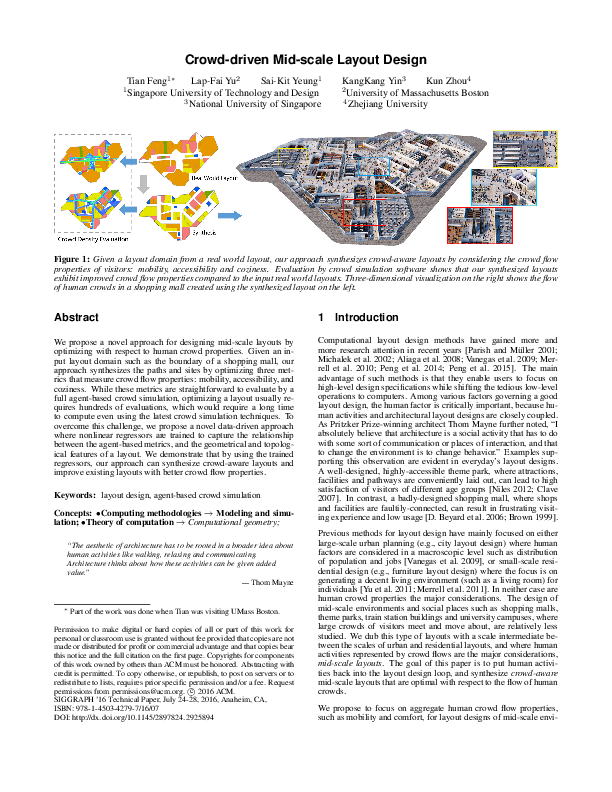 Crowd-driven Mid-scale Layout Design
Tian Feng1* Lap-Fai Yu2 Sai-Kit Yeung1 KangKang Yin3 Kun Zhou4
1Singapore University of Technology and Design 2University of Massachusetts Boston
3National University of Singapore 4Zhejiang University
Real World Layout
Crowd Density Evaluation
Synthesis
Figure 1: Given a layout domain from a real world layout, our approach synthesizes crowd-aware layouts by considering the crowd flow
properties of visitors: mobility, accessibility and coziness. Evaluation by crowd simulation software shows that our synthesized layouts
exhibit improved crowd flow properties compared to the input real world layouts. Three-dimensional visualization on the right shows the flow
of human crowds in a shopping mall created using the synthesized layout on the left.
Abstract
We propose a novel approach for designing mid-scale layouts by
optimizing with respect to human crowd properties. Given an in-
put layout domain such as the boundary of a shopping mall, our
approach synthesizes the paths and sites by optimizing three met-
rics that measure crowd flow properties: mobility, accessibility, and
coziness. While these metrics are straightforward to evaluate by a
full agent-based crowd simulation, optimizing a layout usually re-
quires hundreds of evaluations, which would require a long time
to compute even using the latest crowd simulation techniques. To
overcome this challenge, we propose a novel data-driven approach
where nonlinear regressors are trained to capture the relationship
between the agent-based metrics, and the geometrical and topolog-
ical features of a layout. We demonstrate that by using the trained
regressors, our approach can synthesize crowd-aware layouts and
improve existing layouts with better crowd flow properties.
Keywords: layout design, agent-based crowd simulation
Concepts: •Computing methodologies → Modeling and simu-
lation; •Theory of computation → Computational geometry;
"The aesthetic of architecture has to be rooted in a broader idea about
human activities like walking, relaxing and communicating.
Architecture thinks about how these activities can be given added
value."
— Thom Mayne
* Part of the work was done when Tian was visiting UMass Boston.
Permission to make digital or hard copies of all or part of this work for
personal or classroom use is granted without fee provided that copies are not
made or distributed for profit or commercial advantage and that copies bear
this notice and the full citation on the first page. Copyrights for components
of this work owned by others than ACM must be honored. Abstracting with
credit is permitted. To copy otherwise, or republish, to post on servers or to
redistribute to lists, requires prior specific permission and/or a fee. Request
permissions from permissions@acm.org. © 2016 ACM.
SIGGRAPH '16 Technical Paper, July 24-28, 2016, Anaheim, CA,
ISBN: 978-1-4503-4279-7/16/07
DOI: http://dx.doi.org/10.1145/2897824.2925894
1 Introduction
Computational layout design methods have gained more and
more research attention in recent years [Parish and Müller 2001;
Michalek et al. 2002; Aliaga et al. 2008; Vanegas et al. 2009; Mer-
rell et al. 2010; Peng et al. 2014; Peng et al. 2015]. The main
advantage of such methods is that they enable users to focus on
high-level design specifications while shifting the tedious low-level
operations to computers. Among various factors governing a good
layout design, the human factor is critically important, because hu-
man activities and architectural layout designs are closely coupled.
As Pritzker Prize-winning architect Thom Mayne further noted, "I
absolutely believe that architecture is a social activity that has to do
with some sort of communication or places of interaction, and that
to change the environment is to change behavior." Examples sup-
porting this observation are evident in everyday's layout designs.
A well-designed, highly-accessible theme park, where attractions,
facilities and pathways are conveniently laid out, can lead to high
satisfaction of visitors of different age groups [Niles 2012; Clave
2007]. In contrast, a badly-designed shopping mall, where shops
and facilities are faultily-connected, can result in frustrating visit-
ing experience and low usage [D. Beyard et al. 2006; Brown 1999].
Previous methods for layout design have mainly focused on either
large-scale urban planning (e.g., city layout design) where human
factors are considered in a macroscopic level such as distribution
of population and jobs [Vanegas et al. 2009], or small-scale resi-
dential design (e.g., furniture layout design) where the focus is on
generating a decent living environment (such as a living room) for
individuals [Yu et al. 2011; Merrell et al. 2011]. In neither case are
human crowd properties the major considerations. The design of
mid-scale environments and social places such as shopping malls,
theme parks, train station buildings and university campuses, where
large crowds of visitors meet and move about, are relatively less
studied. We dub this type of layouts with a scale intermediate be-
tween the scales of urban and residential layouts, and where human
activities represented by crowd flows are the major considerations,
mid-scale layouts. The goal of this paper is to put human activi-
ties back into the layout design loop, and synthesize crowd-aware
mid-scale layouts that are optimal with respect to the flow of human
crowds.
We propose to focus on aggregate human crowd flow properties,
such as mobility and comfort, for layout designs of mid-scale envi-